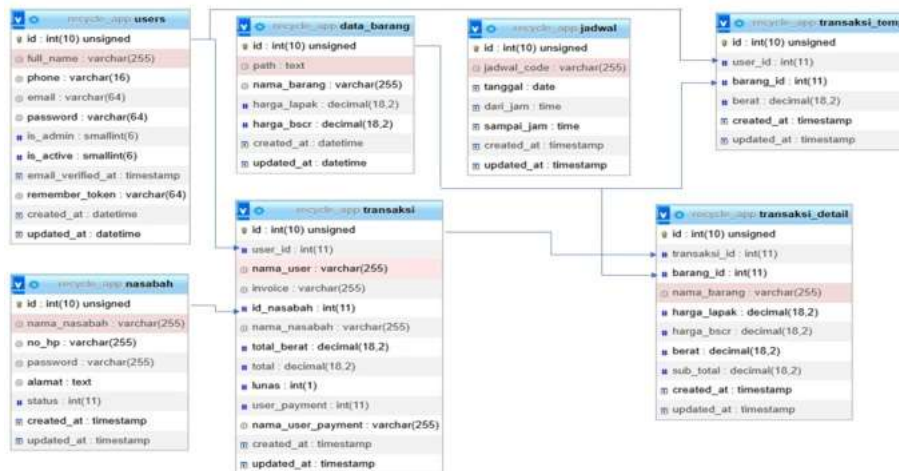 recycle_app users
id : int(10) unsigned
full_name : varchar(255)
phone : varchar(16)
email : varchar(64)
password : varchar(64)
is_admin : smallint(6)
is_active : smallint(6)
email_verified_at : timestamp
remember_token : varchar(64)
created_at : datetime
updated_at : datetime
recycle_app data_barang
id : int(10) unsigned
path : text
nama_barang : varchar(255)
harga_lapak : decimal(18,2)
harga_bscr : decimal(18,2)
created_at : datetime
updated_at : datetime
recycle_app jadwal
id : int(10) unsigned
jadwal_code : varchar(255)
tanggal : date
dari_jam : time
sampai_jam : time
created_at : timestamp
updated_at : timestamp
recycle_app transaksi_temp
id : int(10) unsigned
user_id : int(11)
barang_id : int(11)
berat : decimal(18,2)
created_at : timestamp
updated_at : timestamp
recycle_app nasabah
id : int(10) unsigned
nama_nasabah : varchar(255)
no_hp : varchar(255)
password : varchar(255)
alamat : text
status : int(11)
created_at : timestamp
updated_at : timestamp
recycle_app transaksi
id : int(10) unsigned
user_id : int(11)
nama_user : varchar(255)
invoice : varchar(255)
id_nasabah : int(11)
nama_nasabah : varchar(255)
total_berat : decimal(18,2)
total : decimal(18,2)
lunas : int(1)
user_payment : int(11)
nama_user_payment : varchar(255)
created_at : timestamp
updated_at : timestamp
recycle_app transaksi_detail
id : int(10) unsigned
transaksi_id : int(11)
barang_id : int(11)
nama_barang : varchar(255)
harga_lapak : decimal(18,2)
harga_bscr : decimal(18,2)
berat : decimal(18,2)
sub_total : decimal(18,2)
created_at : timestamp
updated_at : timestamp